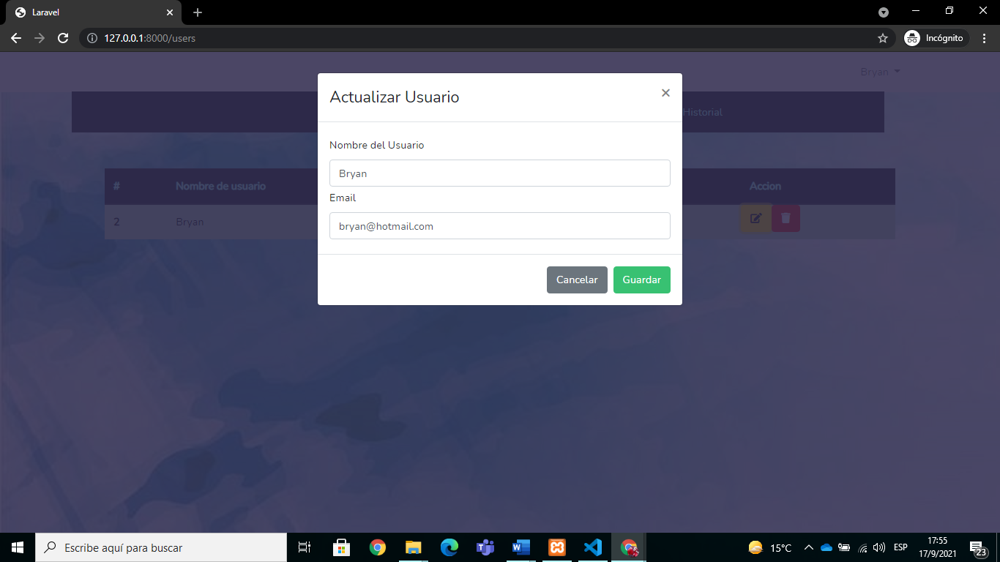 Laravel
127.0.0.1:8000/users
Incógnito
Bryan
Actualizar Usuario
×
Historial
Nombre del Usuario
Bryan
Email
bryan@hotmail.com
Cancelar
Guardar
# Nombre de usuario Accion
2 Bryan
Escribe aquí para buscar
15°C
ESP
17:55
17/9/2021
23